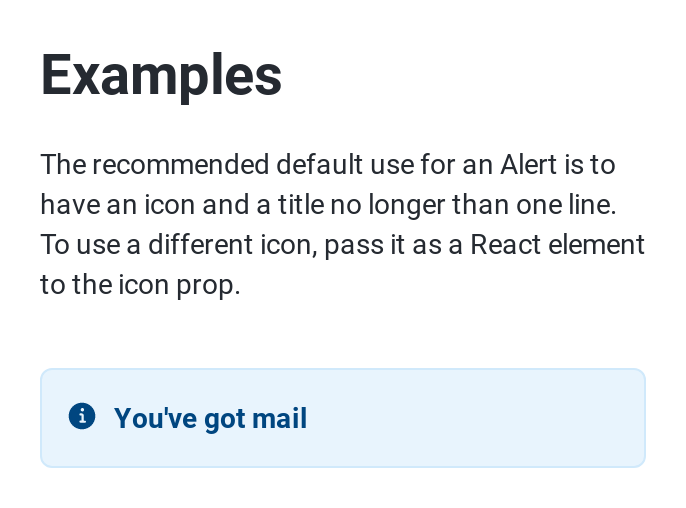 Examples
The recommended default use for an Alert is to
have an icon and a title no longer than one line.
To use a different icon, pass it as a React element
to the icon prop.
You've got mail